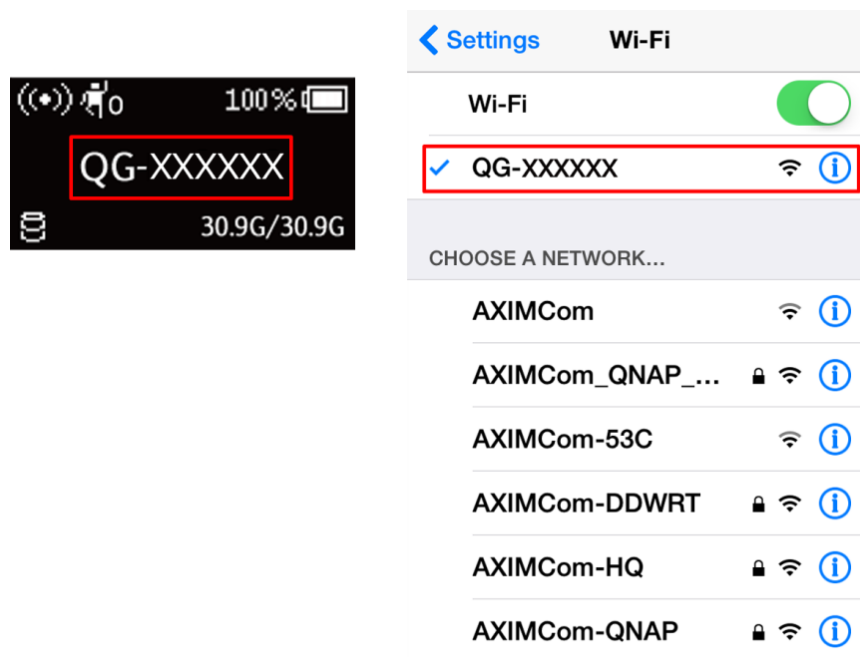 0 100%
QG-XXXXXX
30.9G/30.9G
Settings Wi-Fi
Wi-Fi
QG-XXXXXX
CHOOSE A NETWORK...
AXIMCom
AXIMCom_QNAP_...
AXIMCom-53C
AXIMCom-DDWRT
AXIMCom-HQ
AXIMCom-QNAP